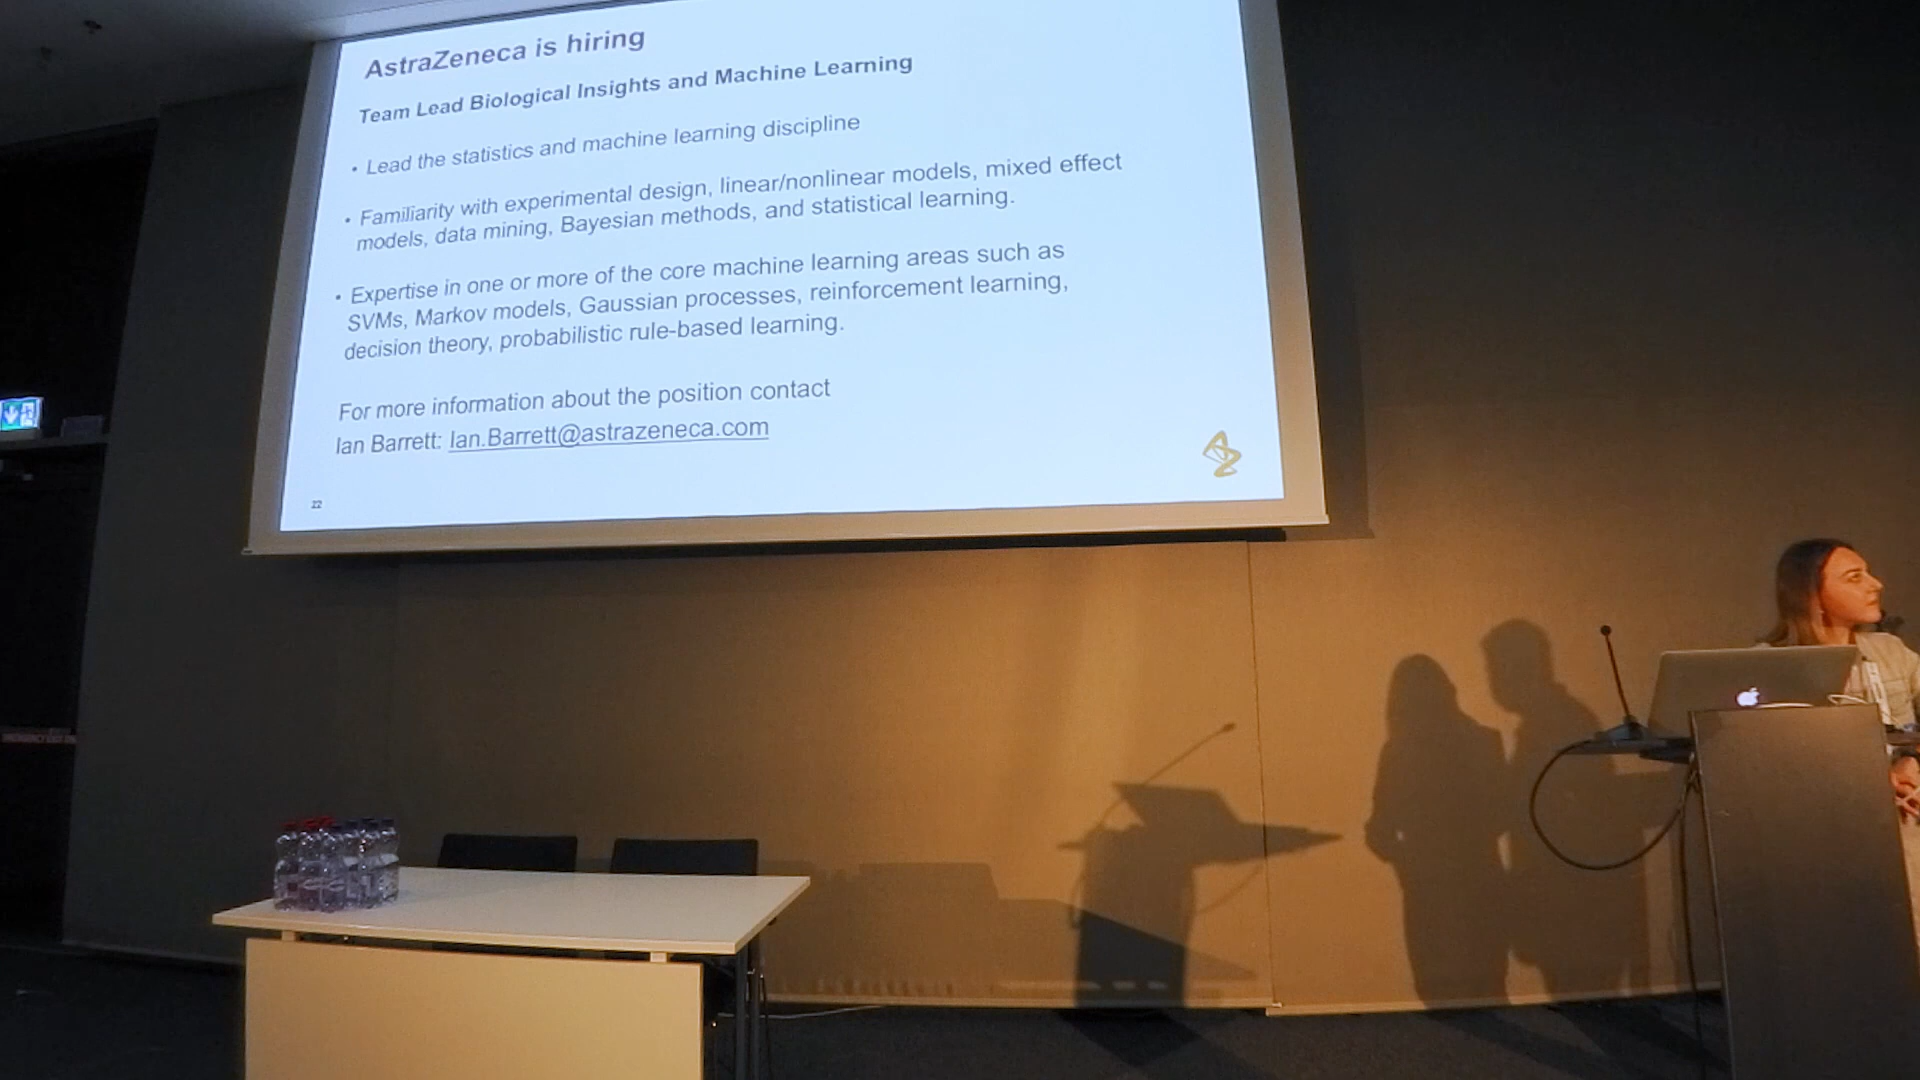 AstraZeneca is hiring
Team Lead Biological Insights and Machine Learning
• Lead the statistics and machine learning discipline
• Familiarity with experimental design, linear/nonlinear models, mixed effect
models, data mining, Bayesian methods, and statistical learning.
• Expertise in one or more of the core machine learning areas such as
SVMs, Markov models, Gaussian processes, reinforcement learning,
decision theory, probabilistic rule-based learning.
For more information about the position contact
Ian Barrett: Ian.Barrett@astrazeneca.com
22